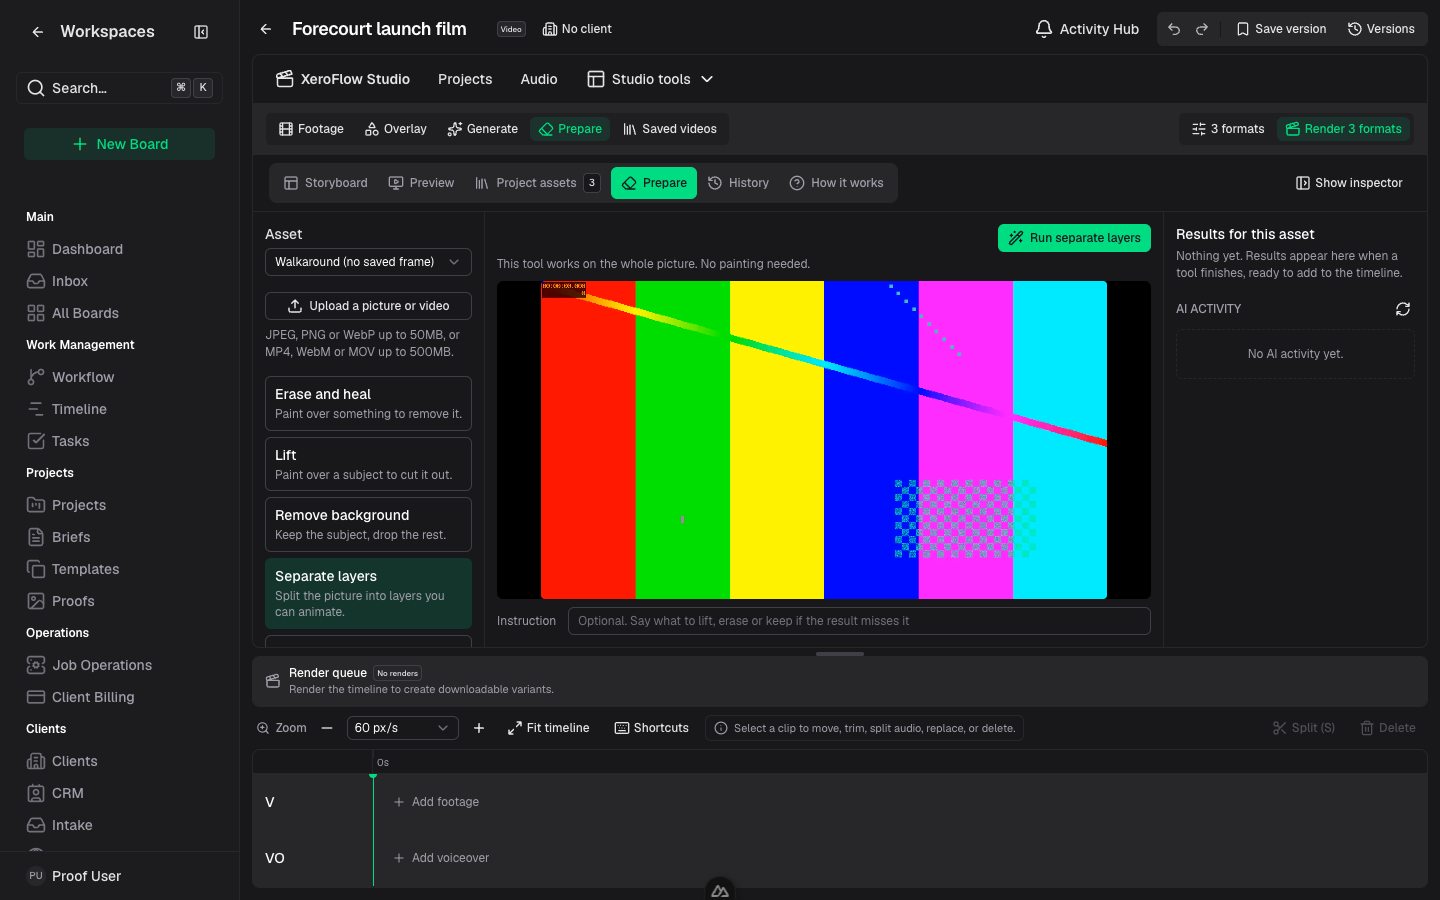 Workspaces
Search...
⌘ K
New Board
Main
Dashboard
Inbox
All Boards
Work Management
Workflow
Timeline
Tasks
Projects
Projects
Briefs
Templates
Proofs
Operations
Job Operations
Client Billing
Clients
Clients
CRM
Intake
PU Proof User
Forecourt launch film
Video
No client
Activity Hub
Save version
Versions
XeroFlow Studio
Projects
Audio
Studio tools
Footage
Overlay
Generate
Prepare
Saved videos
3 formats
Render 3 formats
Storyboard
Preview
Project assets 3
Prepare
History
How it works
Show inspector
Asset
Walkaround (no saved frame)
Upload a picture or video
JPEG, PNG or WebP up to 50MB, or
MP4, WebM or MOV up to 500MB.
Erase and heal
Paint over something to remove it.
Lift
Paint over a subject to cut it out.
Remove background
Keep the subject, drop the rest.
Separate layers
Split the picture into layers you
can animate.
Run separate layers
This tool works on the whole picture. No painting needed.
00:00:00.000
0
Instruction
Optional. Say what to lift, erase or keep if the result misses it
Results for this asset
Nothing yet. Results appear here when a
tool finishes, ready to add to the timeline.
AI ACTIVITY
No AI activity yet.
Render queue
No renders
Render the timeline to create downloadable variants.
Zoom
60 px/s
Fit timeline
Shortcuts
Select a clip to move, trim, split audio, replace, or delete.
Split (S)
Delete
0s
V
Add footage
VO
Add voiceover